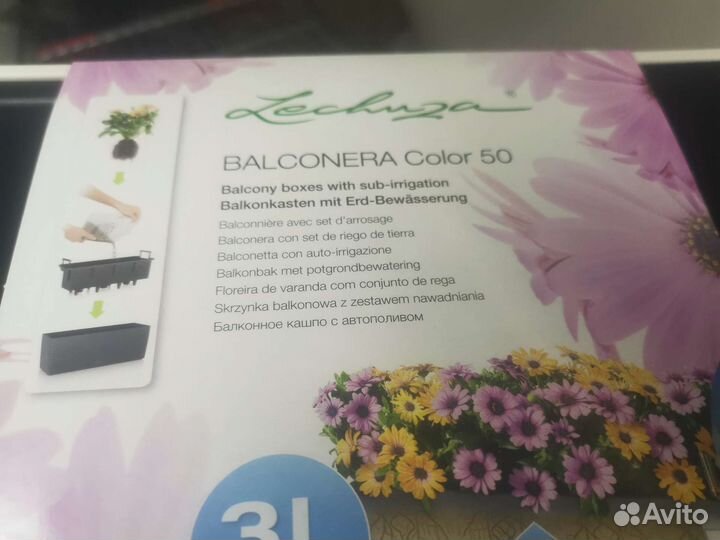 Lechuza®
BALCONERA Color 50
Balcony boxes with sub-irrigation
Balkonkasten mit Erd-Bewässerung
Balconnière avec set d'arrosage
Balconera con set de riego de tierra
Balconetta con auto-irrigazione
Balkonbak met potgrondbewatering
Floreira de varanda com conjunto de rega
Skrzynka balkonowa z zestawem nawadniania
Балконное кашпо с автополивом
3L
Avito